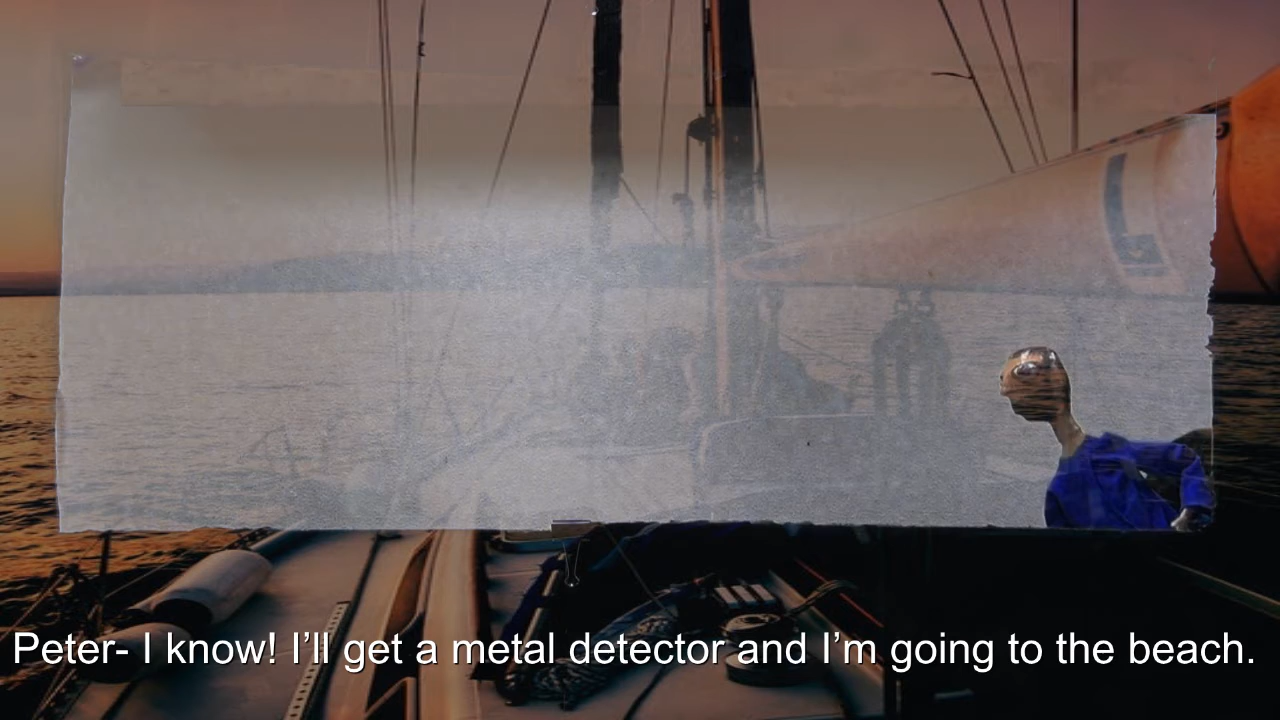 Peter- I know! I’ll get a metal detector and I’m going to the beach.